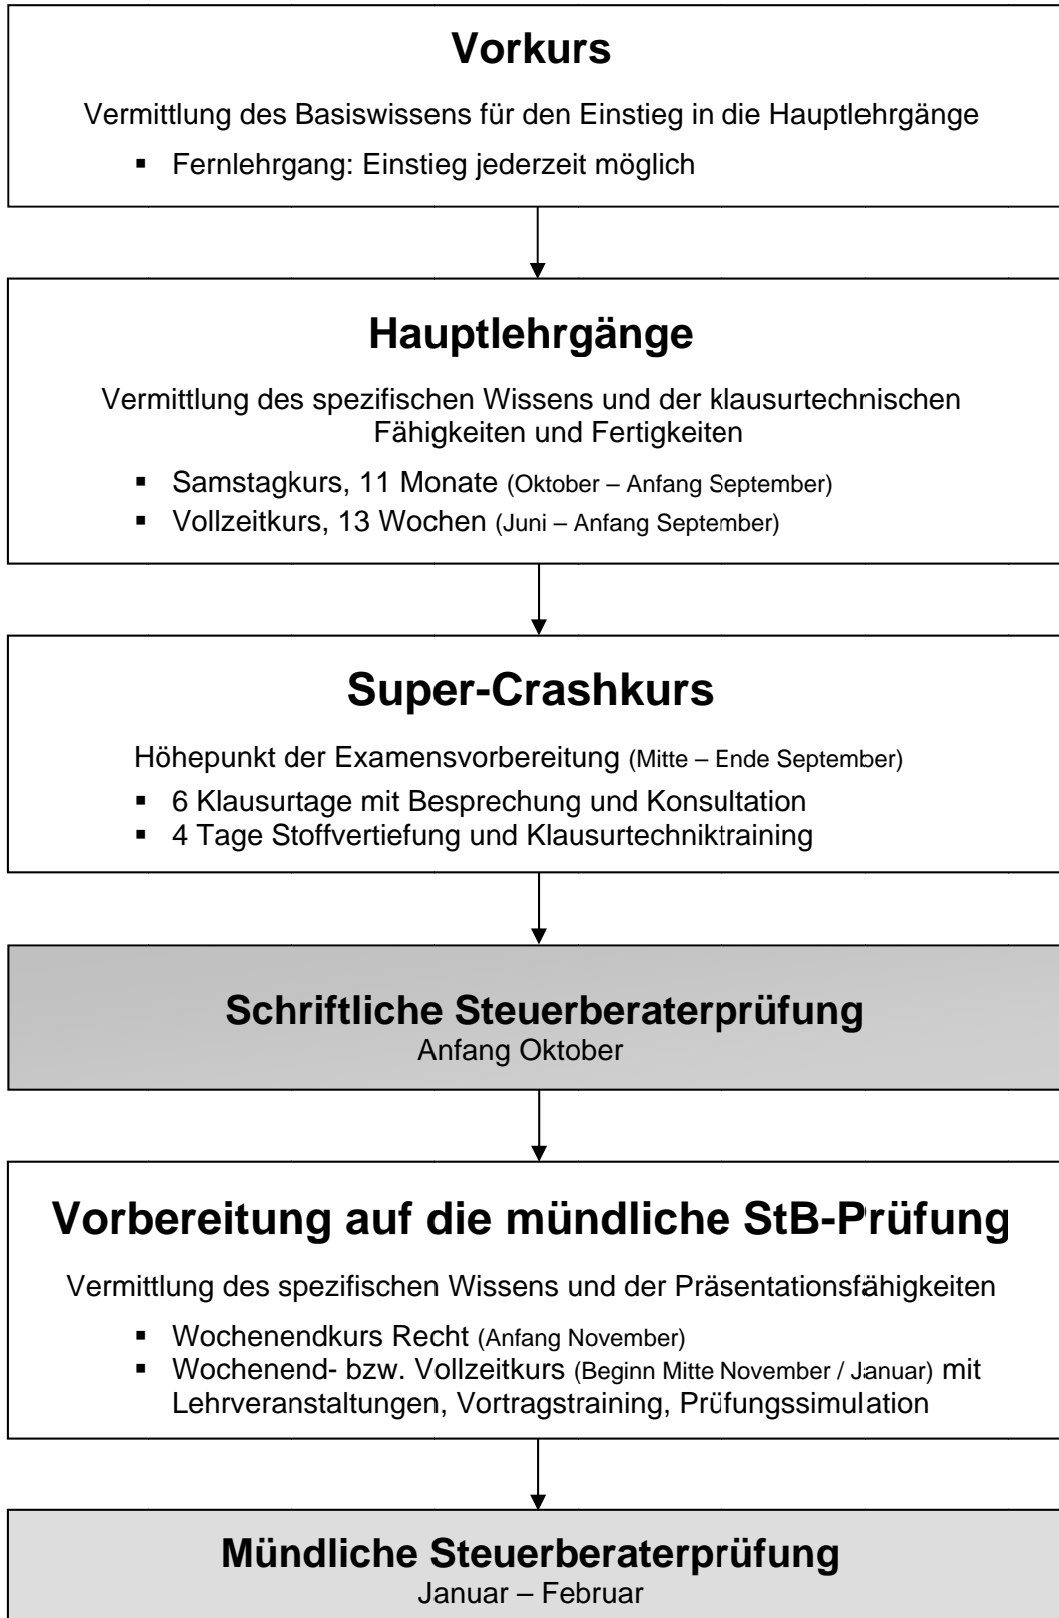 Vorkurs
Vermittlung des Basiswissens für den Einstieg in die Hauptlehrgänge
▪ Fernlehrgang: Einstieg jederzeit möglich
Hauptlehrgänge
Vermittlung des spezifischen Wissens und der klausurtechnischen
Fähigkeiten und Fertigkeiten
▪ Samstagkurs, 11 Monate (Oktober – Anfang September)
▪ Vollzeitkurs, 13 Wochen (Juni – Anfang September)
Super-Crashkurs
Höhepunkt der Examensvorbereitung (Mitte – Ende September)
▪ 6 Klausurtage mit Besprechung und Konsultation
▪ 4 Tage Stoffvertiefung und Klausurtechniktraining
Schriftliche Steuerberaterprüfung
Anfang Oktober
Vorbereitung auf die mündliche StB-Prüfung
Vermittlung des spezifischen Wissens und der Präsentationsfähigkeiten
▪ Wochenendkurs Recht (Anfang November)
▪ Wochenend- bzw. Vollzeitkurs (Beginn Mitte November / Januar) mit
Lehrveranstaltungen, Vortragstraining, Prüfungssimulation
Mündliche Steuerberaterprüfung
Januar – Februar